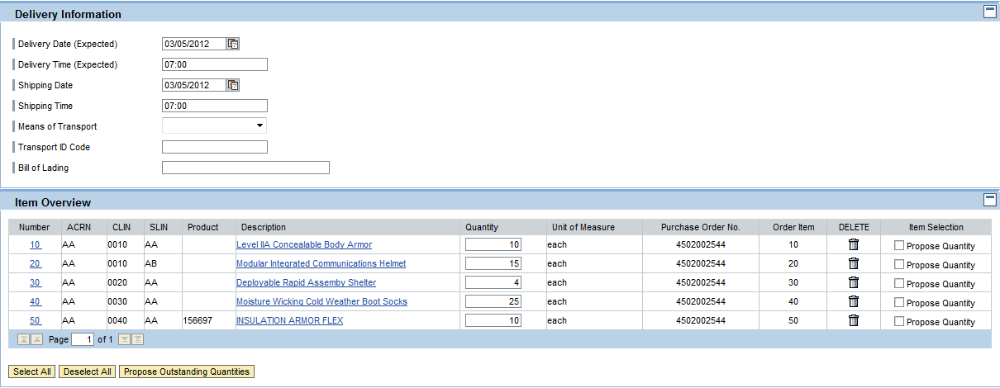 Delivery Information
Delivery Date (Expected) 03/05/2012
Delivery Time (Expected) 07:00
Shipping Date 03/05/2012
Shipping Time 07:00
Means of Transport
Transport ID Code
Bill of Lading
Item Overview
Number ACRN CLIN SLIN Product Description Quantity Unit of Measure Purchase Order No. Order Item DELETE Item Selection
10 AA 0010 AA Level IIA Concealable Body Armor 10 each 4502002544 10 Propose Quantity
20 AA 0010 AB Modular Integrated Communications Helmet 15 each 4502002544 20 Propose Quantity
30 AA 0020 AA Deployable Rapid Assemby Shelter 4 each 4502002544 30 Propose Quantity
40 AA 0030 AA Moisture Wicking Cold Weather Boot Socks 25 each 4502002544 40 Propose Quantity
50 AA 0040 AA 156697 INSULATION ARMOR FLEX 10 each 4502002544 50 Propose Quantity
Page 1 of 1
Select All Deselect All Propose Outstanding Quantities